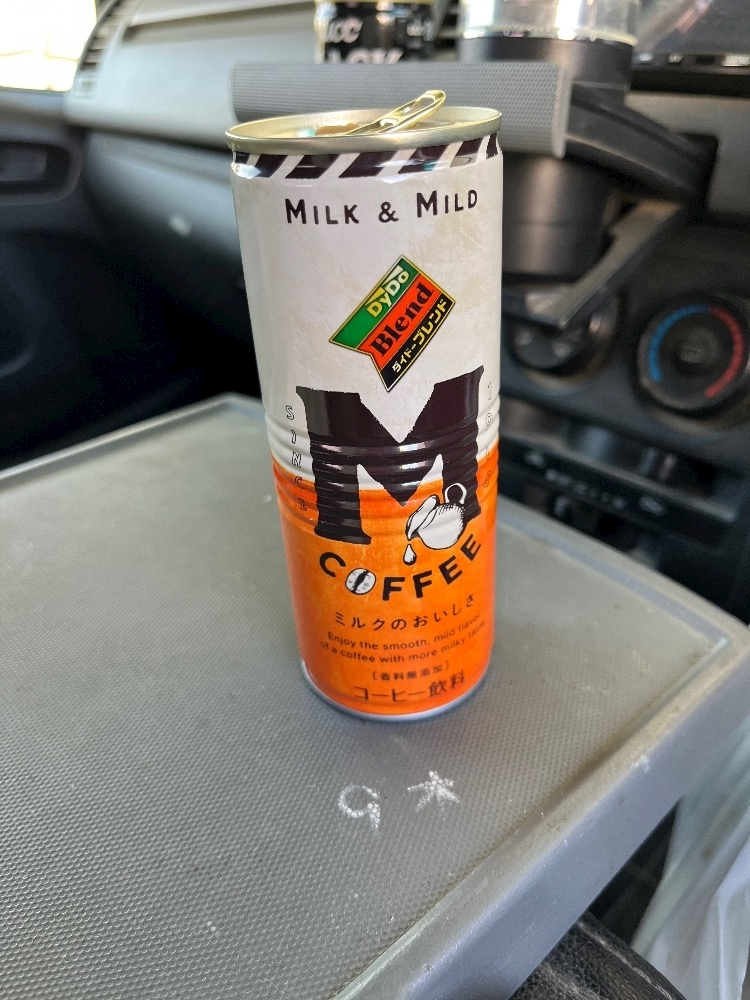 MILK & MILD
DyDo
Blend
ダイドーブレンド
M
SINCE
COFFEE
ミルクのおいしさ
Enjoy the smooth, mild flavor
of a coffee with more milky taste
［香料無添加］
コーヒー飲料